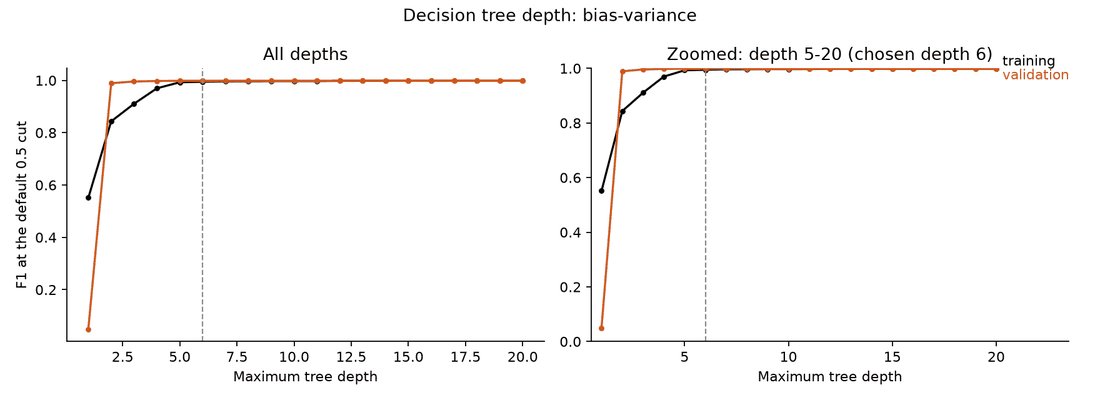 Decision tree depth: bias-variance
All depths
F1 at the default 0.5 cut
1.0
0.8
0.6
0.4
0.2
2.5 5.0 7.5 10.0 12.5 15.0 17.5 20.0
Maximum tree depth
Zoomed: depth 5-20 (chosen depth 6)
training
validation
1.0
0.8
0.6
0.4
0.2
0.0
5 10 15 20
Maximum tree depth